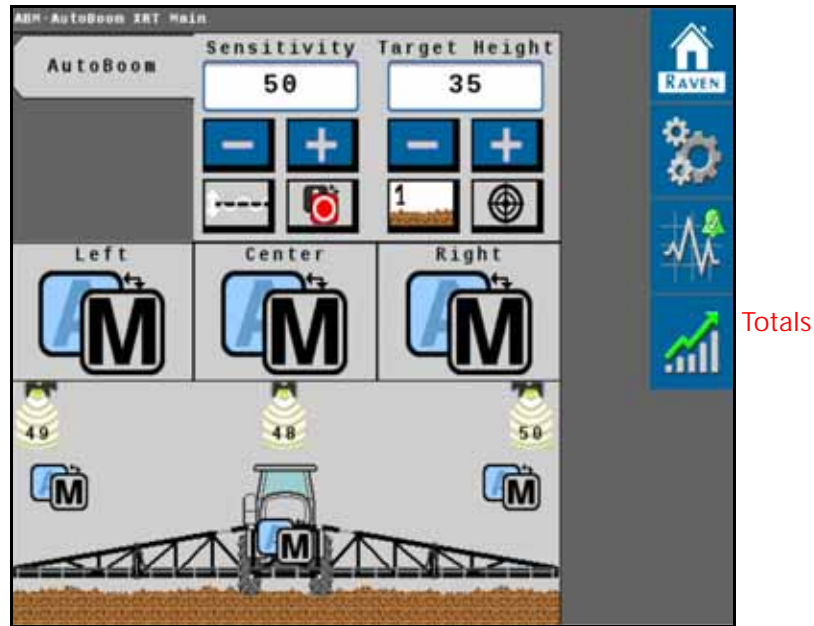 ABM-AutoBoom XRT Main
AutoBoom
Sensitivity
Target Height
50
35
1
RAVEN
Left
Center
Right
A M
A M
A M
Totals
49
48
50
M
M
M